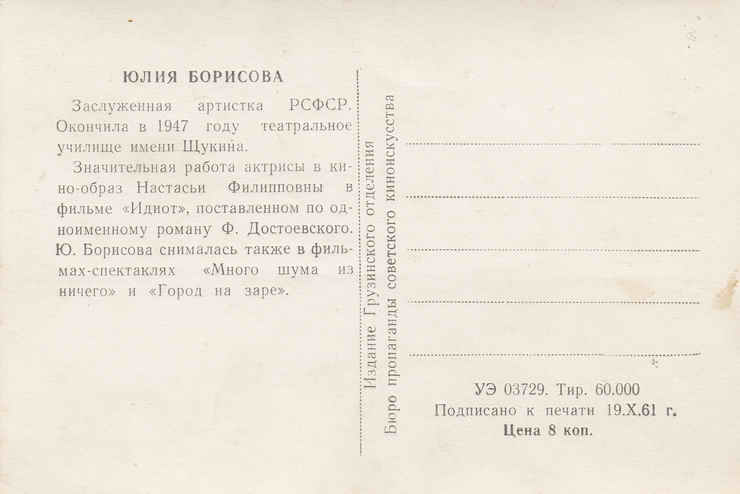 ЮЛИЯ БОРИСОВА
Заслуженная артистка РСФСР.
Окончила в 1947 году театральное
училище имени Щукина.
Значительная работа актрисы в ки-
но-образ Настасьи Филипповны в
фильме «Идиот», поставленном по од-
ноименному роману Ф. Достоевского.
Ю. Борисова снималась также в филь-
мах-спектаклях «Много шума из
ничего» и «Город на заре».
Издание Грузинского отделения
Бюро пропаганды советского киноискусства
УЭ 03729. Тир. 60.000
Подписано к печати 19.X.61 г.
Цена 8 коп.